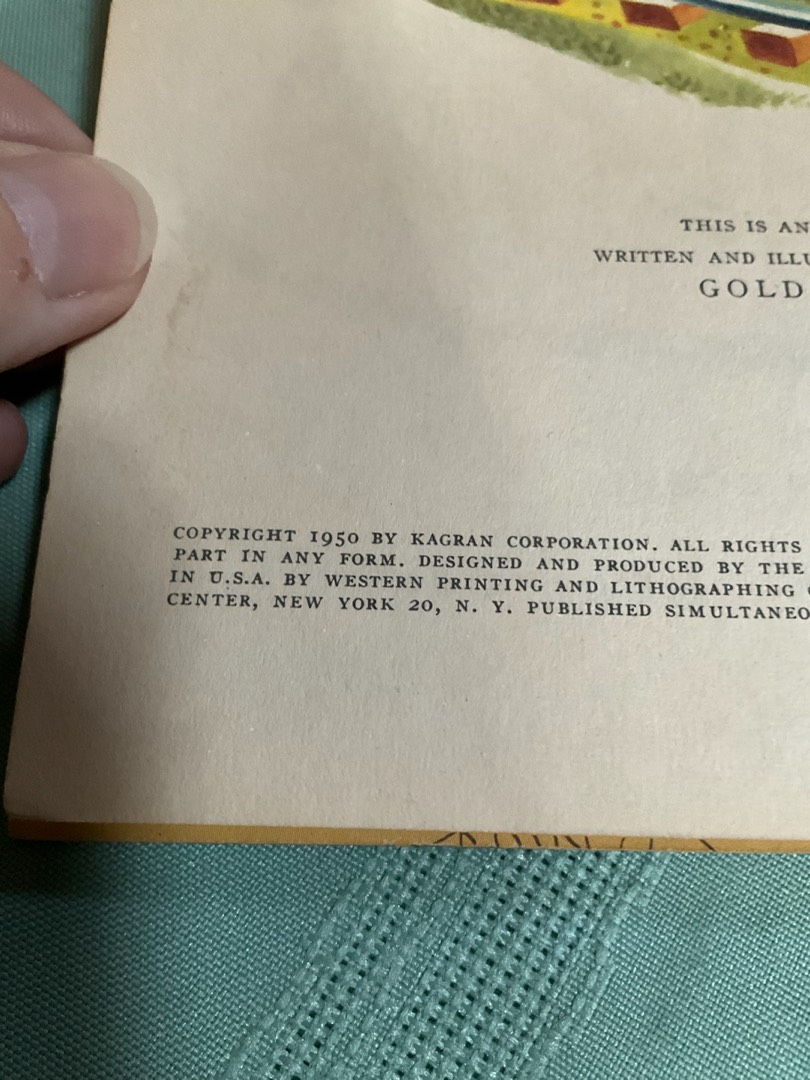 THIS IS AN
WRITTEN AND ILLU
GOLD
COPYRIGHT 1950 BY KAGRAN CORPORATION. ALL RIGHTS
PART IN ANY FORM. DESIGNED AND PRODUCED BY THE
IN U.S.A. BY WESTERN PRINTING AND LITHOGRAPHING
CENTER, NEW YORK 20, N. Y. PUBLISHED SIMULTANEO